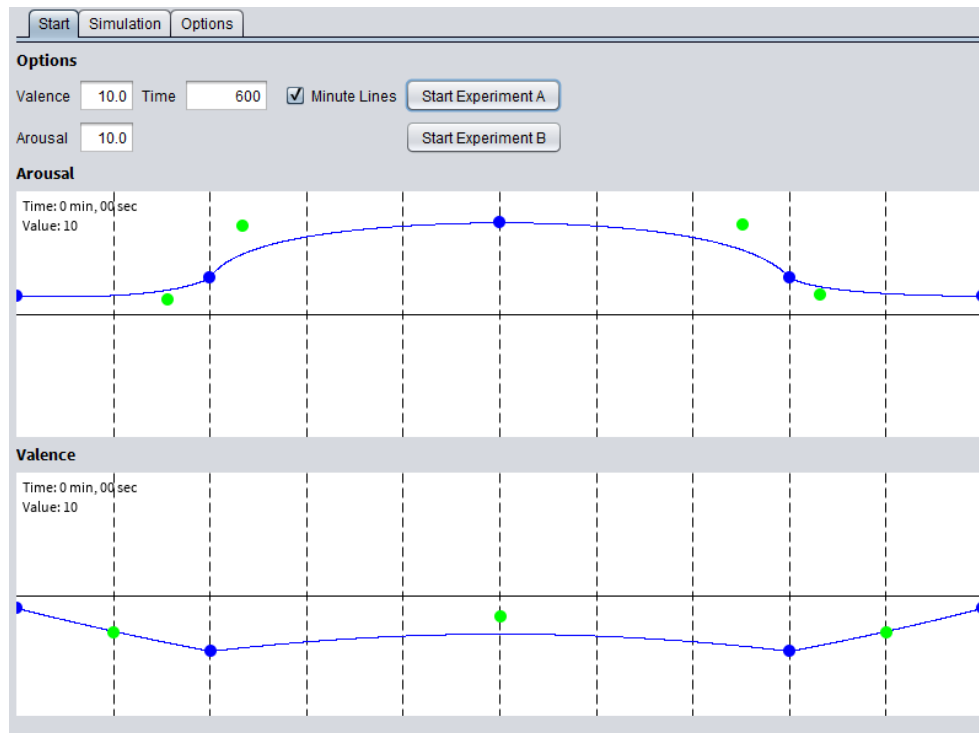 Start Simulation Options
Options
Valence 10.0 Time 600 Minute Lines Start Experiment A
Arousal 10.0 Start Experiment B
Arousal
Time: 0 min, 00 sec
Value: 10
Valence
Time: 0 min, 00 sec
Value: 10